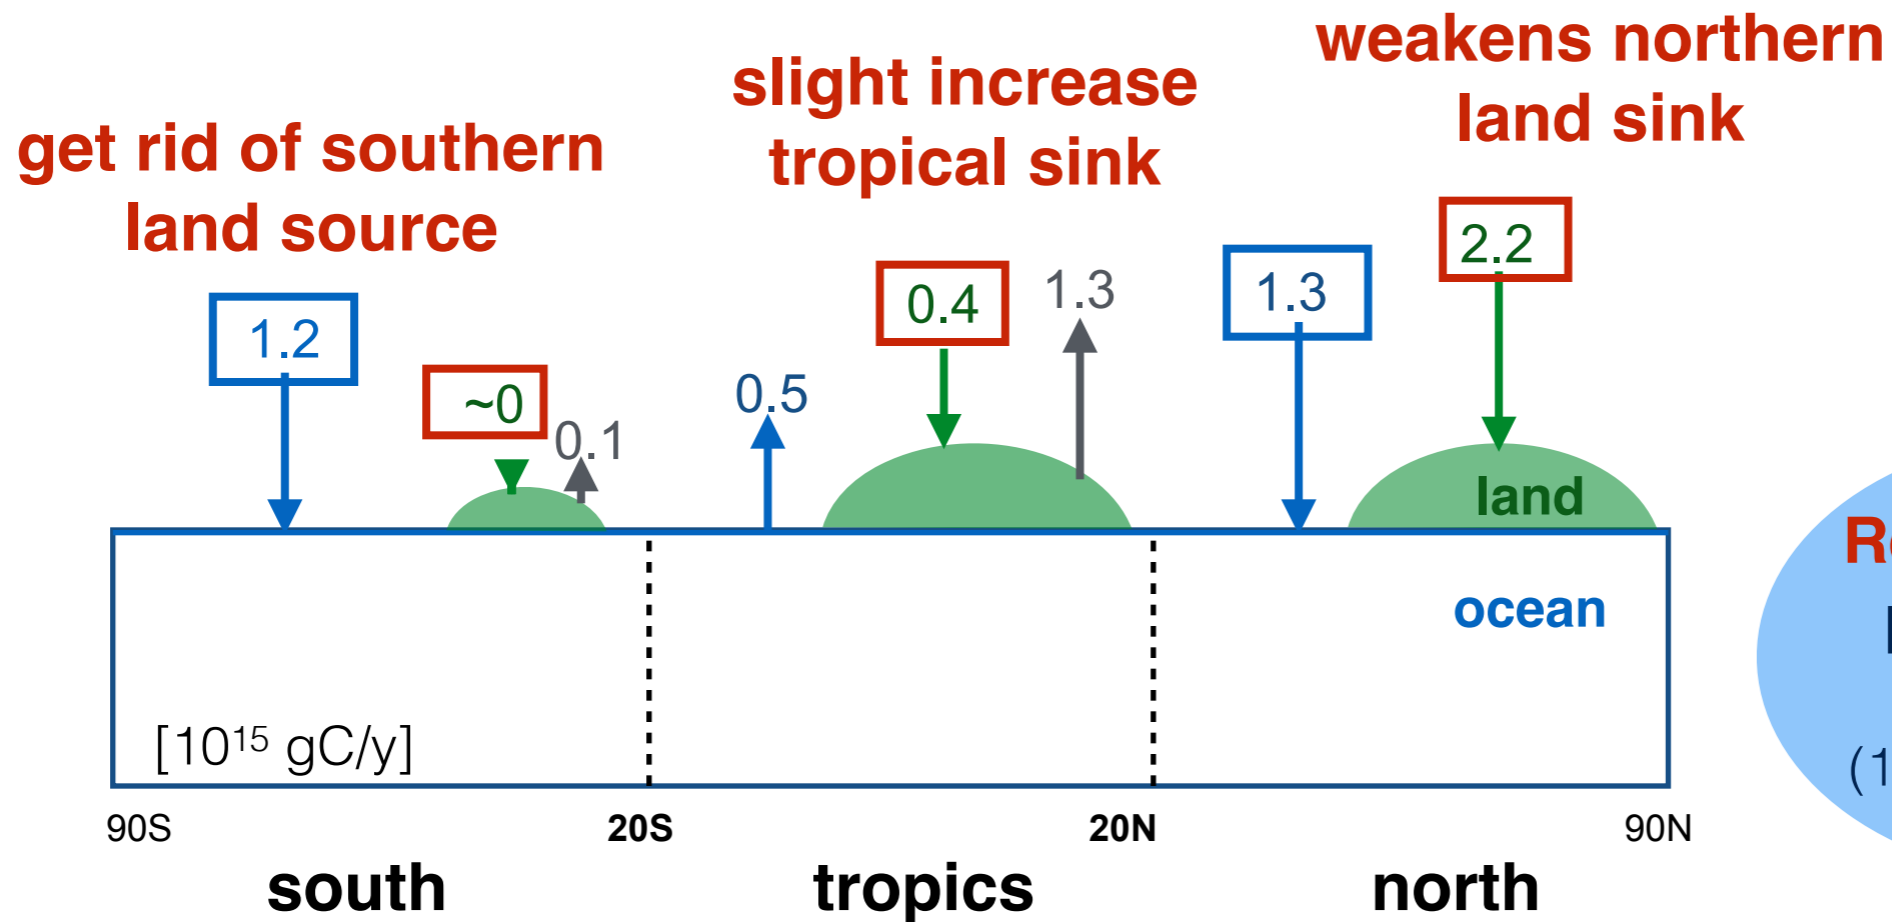 weakens northern
land sink
slight increase
tropical sink
get rid of southern
land source
1.2
~0
0.1
0.5
0.4
1.3
1.3
2.2
land
ocean
[10¹⁵ gC/y]
90S
20S
20N
90N
south
tropics
north